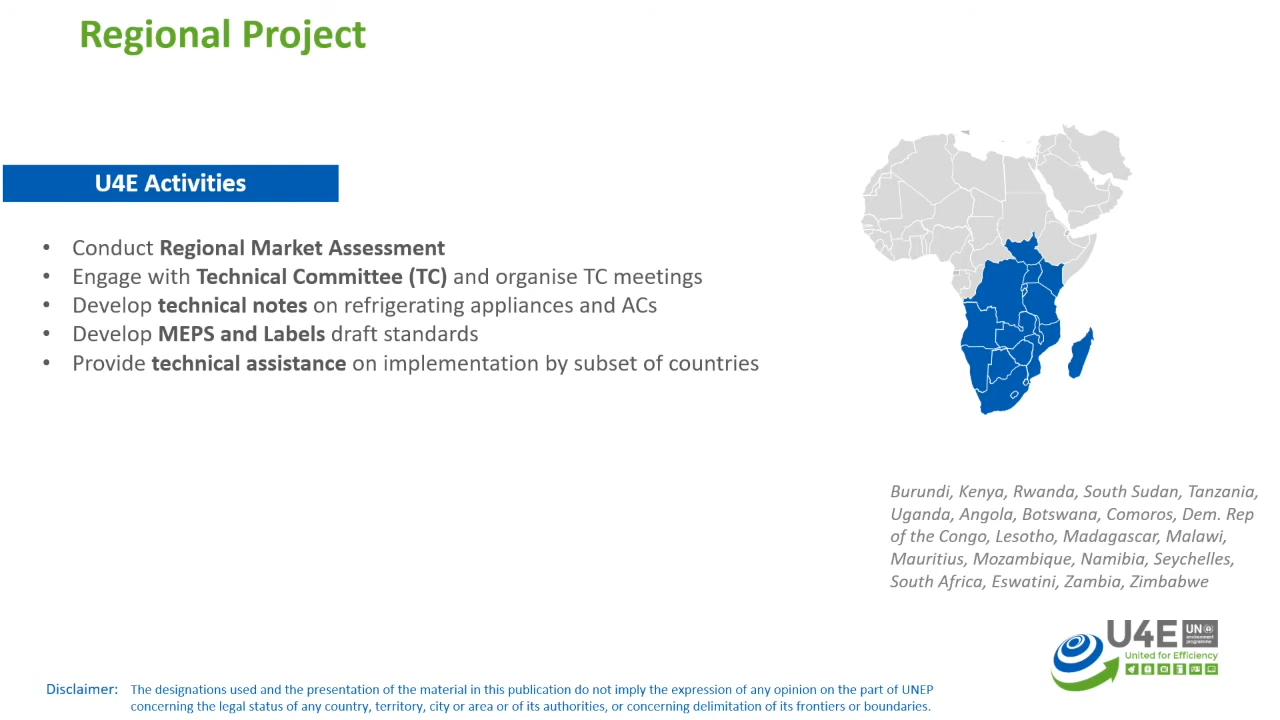 Regional Project
U4E Activities
• Conduct Regional Market Assessment
• Engage with Technical Committee (TC) and organise TC meetings
• Develop technical notes on refrigerating appliances and ACs
• Develop MEPS and Labels draft standards
• Provide technical assistance on implementation by subset of countries
Burundi, Kenya, Rwanda, South Sudan, Tanzania,
Uganda, Angola, Botswana, Comoros, Dem. Rep
of the Congo, Lesotho, Madagascar, Malawi,
Mauritius, Mozambique, Namibia, Seychelles,
South Africa, Eswatini, Zambia, Zimbabwe
U4E
UN
environment
programme
United for Efficiency
Disclaimer: The designations used and the presentation of the material in this publication do not imply the expression of any opinion on the part of UNEP
concerning the legal status of any country, territory, city or area or of its authorities, or concerning delimitation of its frontiers or boundaries.